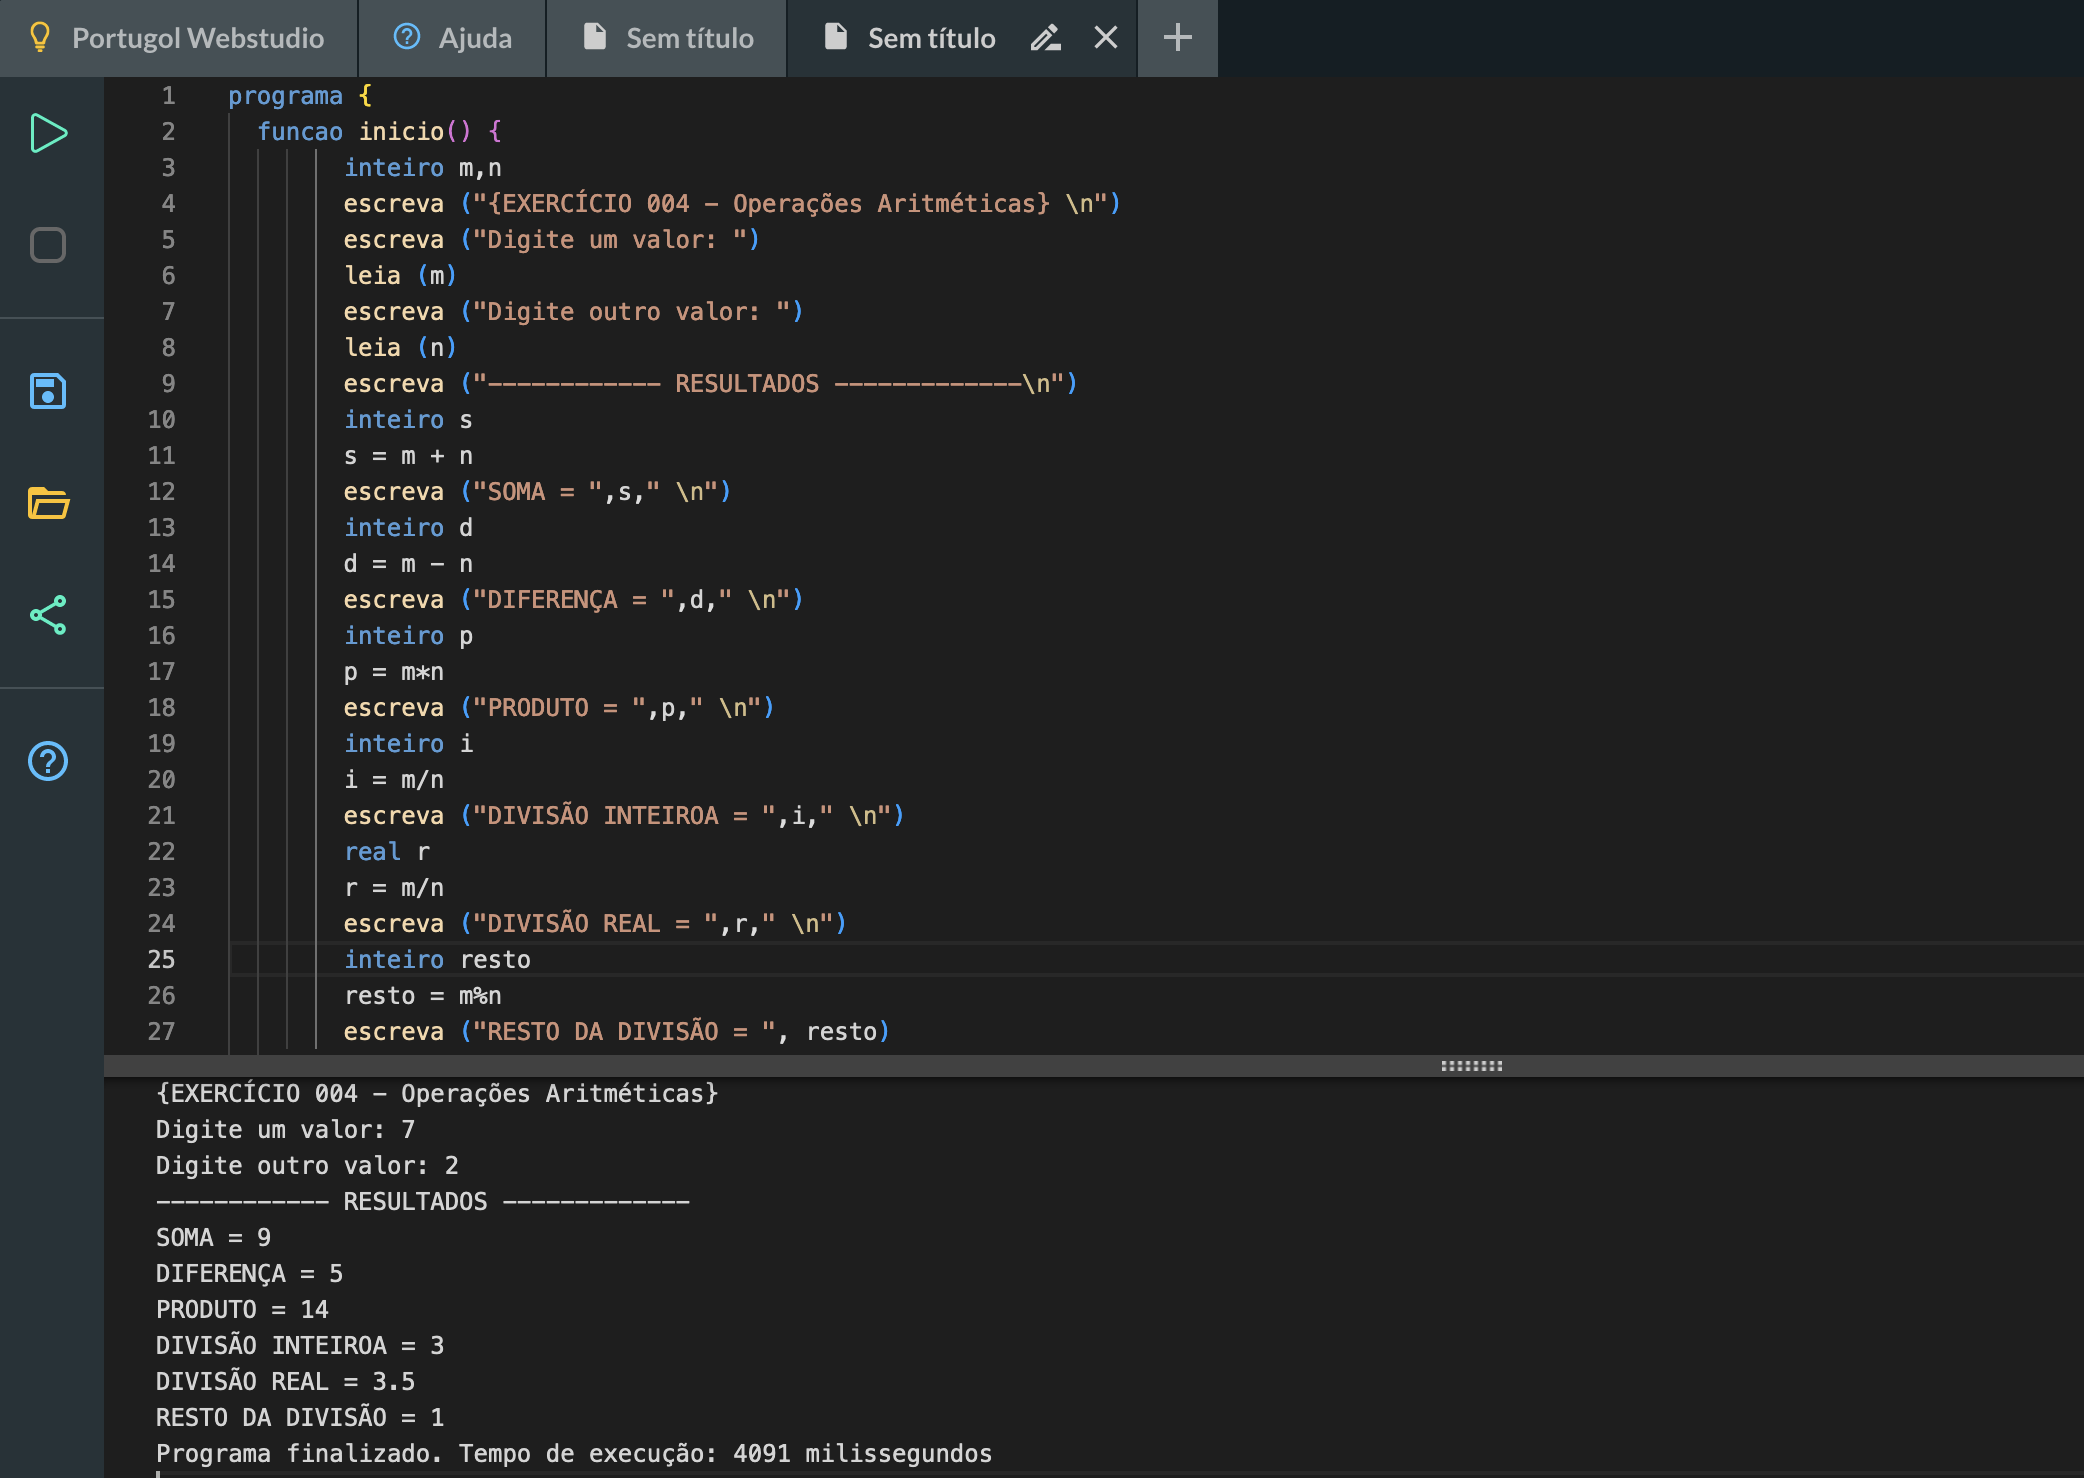 Portugol Webstudio Ajuda Sem título Sem título
1 programa {
2 funcao inicio() {
3 inteiro m,n
4 escreva ("{EXERCÍCIO 004 - Operações Aritméticas} \n")
5 escreva ("Digite um valor: ")
6 leia (m)
7 escreva ("Digite outro valor: ")
8 leia (n)
9 escreva ("------------ RESULTADOS -------------\n")
10 inteiro s
11 s = m + n
12 escreva ("SOMA = ",s," \n")
13 inteiro d
14 d = m - n
15 escreva ("DIFERENÇA = ",d," \n")
16 inteiro p
17 p = m*n
18 escreva ("PRODUTO = ",p," \n")
19 inteiro i
20 i = m/n
21 escreva ("DIVISÃO INTEIROA = ",i," \n")
22 real r
23 r = m/n
24 escreva ("DIVISÃO REAL = ",r," \n")
25 inteiro resto
26 resto = m%n
27 escreva ("RESTO DA DIVISÃO = ", resto)
{EXERCÍCIO 004 - Operações Aritméticas}
Digite um valor: 7
Digite outro valor: 2
------------ RESULTADOS -------------
SOMA = 9
DIFERENÇA = 5
PRODUTO = 14
DIVISÃO INTEIROA = 3
DIVISÃO REAL = 3.5
RESTO DA DIVISÃO = 1
Programa finalizado. Tempo de execução: 4091 milissegundos